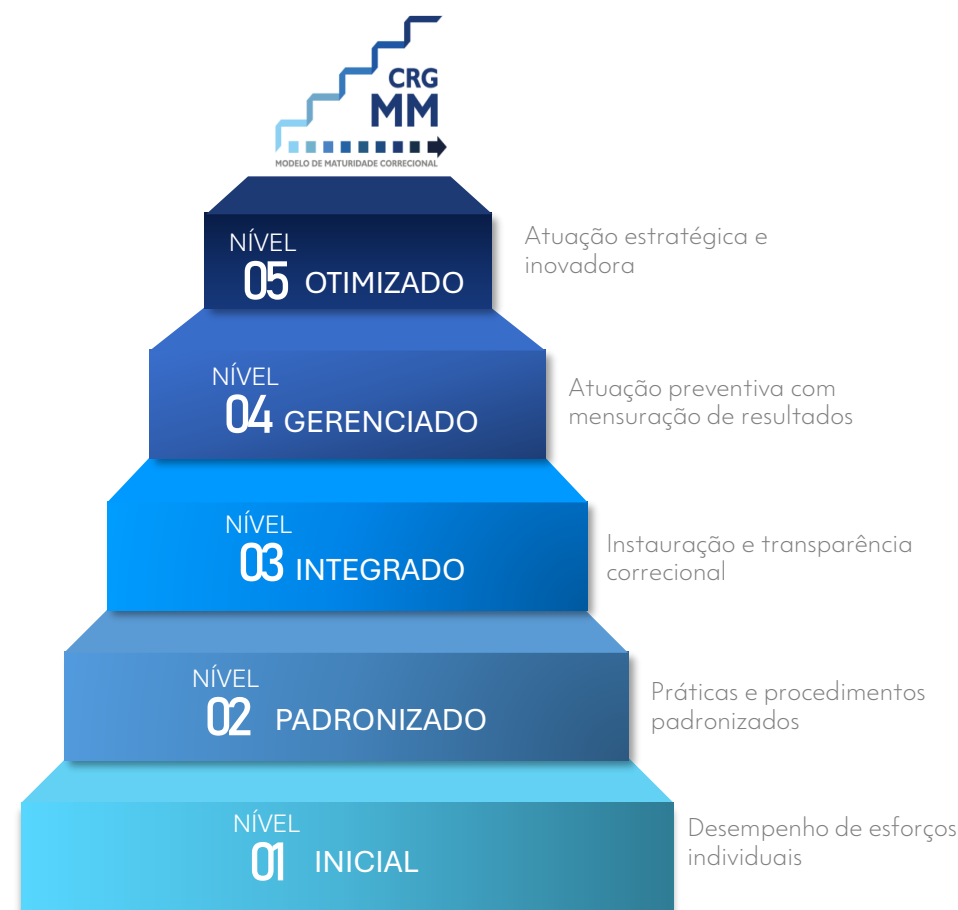 CRG
MM
MODELO DE MATURIDADE CORRECIONAL
NÍVEL
05 OTIMIZADO
Atuação estratégica e
inovadora
NÍVEL
04 GERENCIADO
Atuação preventiva com
mensuração de resultados
NÍVEL
03 INTEGRADO
Instauração e transparência
correcional
NÍVEL
02 PADRONIZADO
Práticas e procedimentos
padronizados
NÍVEL
01 INICIAL
Desempenho de esforços
individuais